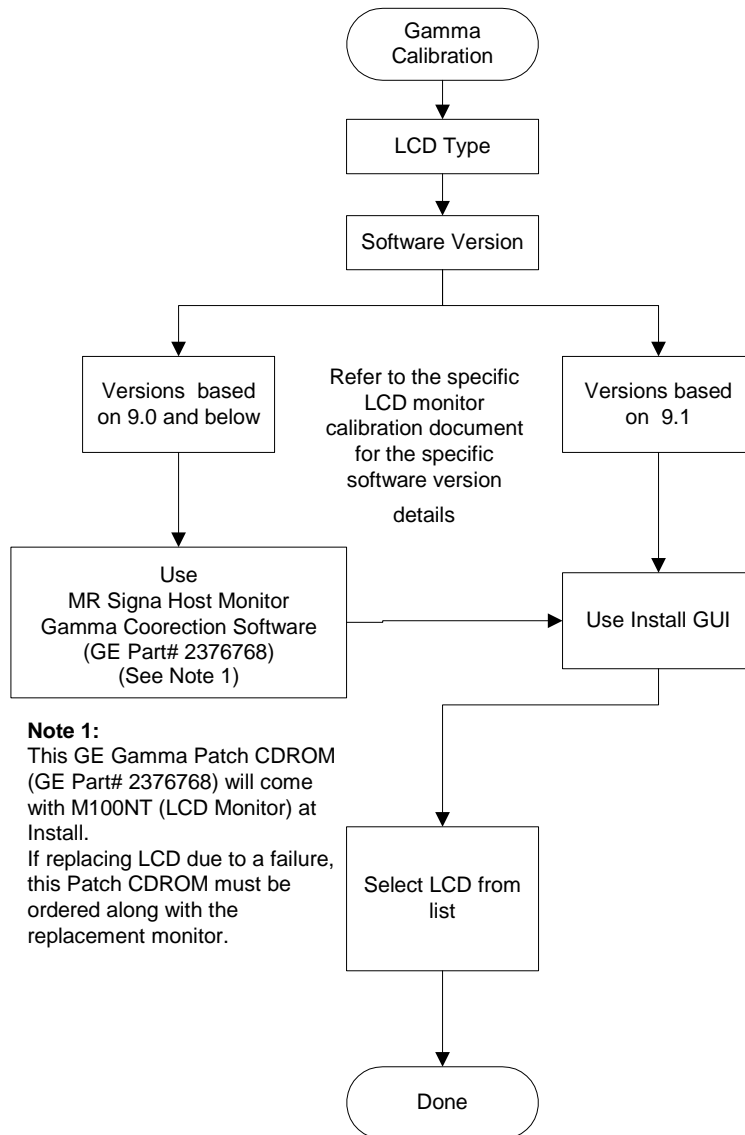 Gamma
Calibration
LCD Type
Software Version
Versions based
on 9.0 and below
Refer to the specific
LCD monitor
calibration document
for the specific
software version
details
Versions based
on 9.1
Use
MR Signa Host Monitor
Gamma Coorection Software
(GE Part# 2376768)
(See Note 1)
Use Install GUI
Note 1:
This GE Gamma Patch CDROM
(GE Part# 2376768) will come
with M100NT (LCD Monitor) at
Install.
If replacing LCD due to a failure,
this Patch CDROM must be
ordered along with the
replacement monitor.
Select LCD from
list
Done